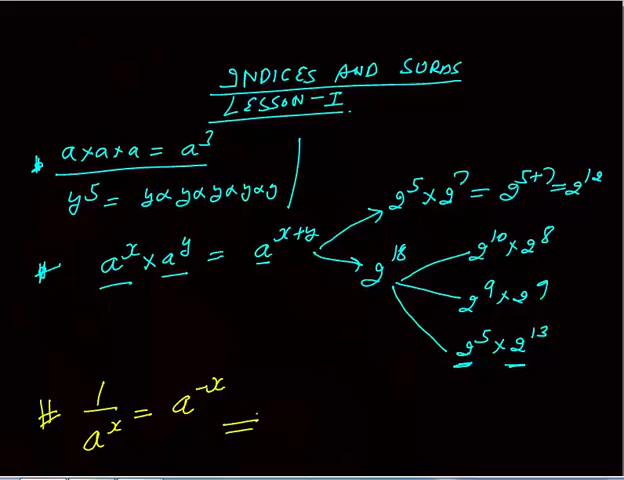 INDICES AND SURDS
LESSON-I.
* a×a×a = a³
y⁵ = y×y×y×y×y
2⁵×2⁷ = 2⁵⁺⁷ = 2¹²
* aˣ×aʸ = aˣ⁺ʸ
2¹⁸
2¹⁰×2⁸
2⁹×2⁹
2⁵×2¹³
# 1/aˣ = a⁻ˣ